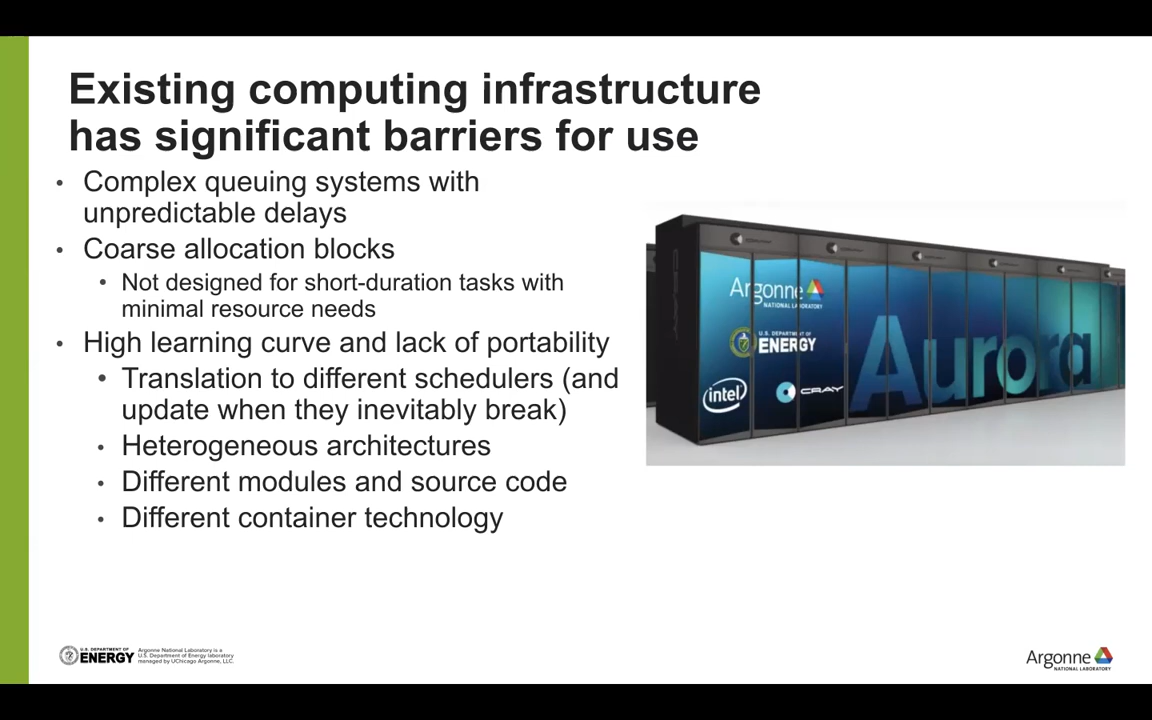 Existing computing infrastructure
has significant barriers for use
• Complex queuing systems with
unpredictable delays
• Coarse allocation blocks
• Not designed for short-duration tasks with
minimal resource needs
• High learning curve and lack of portability
• Translation to different schedulers (and
update when they inevitably break)
• Heterogeneous architectures
• Different modules and source code
• Different container technology
Argonne
NATIONAL LABORATORY
U.S. DEPARTMENT OF
ENERGY
intel
CRAY
Aurora
U.S. DEPARTMENT OF
ENERGY
Argonne National Laboratory is a
U.S. Department of Energy laboratory
managed by UChicago Argonne, LLC.
Argonne
NATIONAL LABORATORY